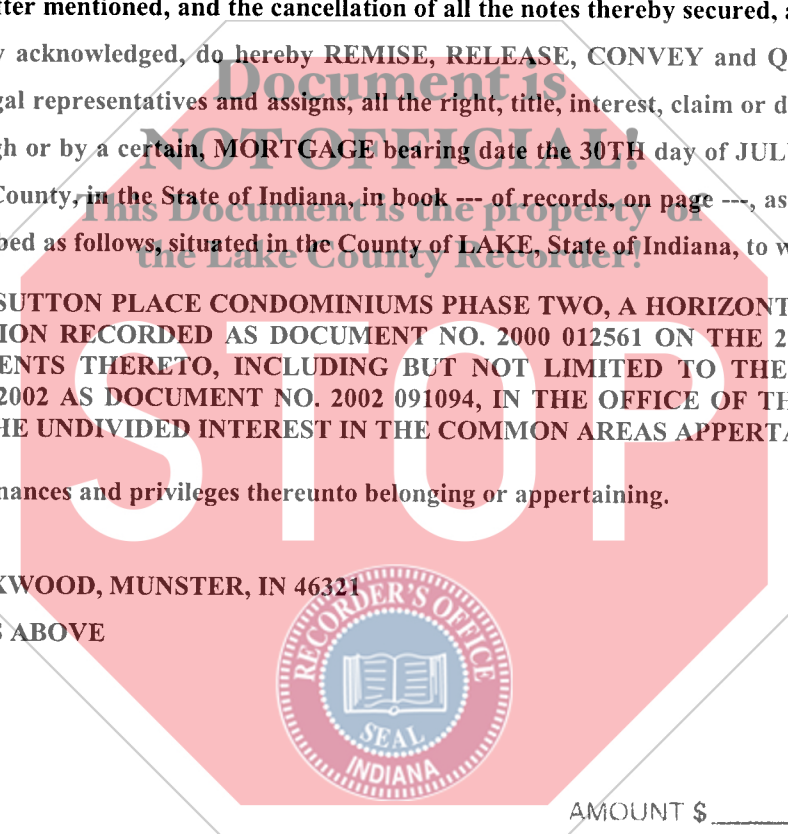 fter mentioned, and the cancellation of all the notes thereby secured, a
y acknowledged, do hereby REMISE, RELEASE, CONVEY and Q
Document is
gal representatives and assigns, all the right, title, interest, claim or d
NOT OFFICIAL!
gh or by a certain, MORTGAGE bearing date the 30TH day of JUL
County, in the State of Indiana, in book --- of records, on page ---, as
This Document is the property of
bed as follows, situated in the County of LAKE, State of Indiana, to w
the Lake County Recorder!
SUTTON PLACE CONDOMINIUMS PHASE TWO, A HORIZONT
ION RECORDED AS DOCUMENT NO. 2000 012561 ON THE 2
ENTS THERETO, INCLUDING BUT NOT LIMITED TO THE
2002 AS DOCUMENT NO. 2002 091094, IN THE OFFICE OF TH
HE UNDIVIDED INTEREST IN THE COMMON AREAS APPERTA
STOP
nances and privileges thereunto belonging or appertaining.
KWOOD, MUNSTER, IN 46321
S ABOVE
RECORDER'S OFFICE
SEAL
INDIANA
AMOUNT $